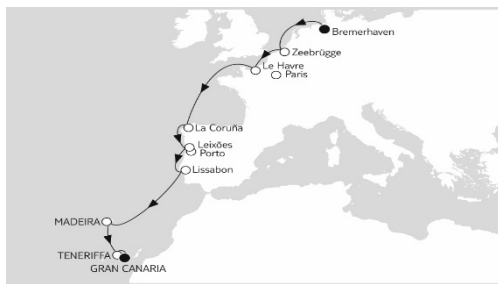 Bremerhaven
Zeebrügge
Le Havre
Paris
La Coruña
Leixões
Porto
Lissabon
MADEIRA
TENERIFFA
GRAN CANARIA